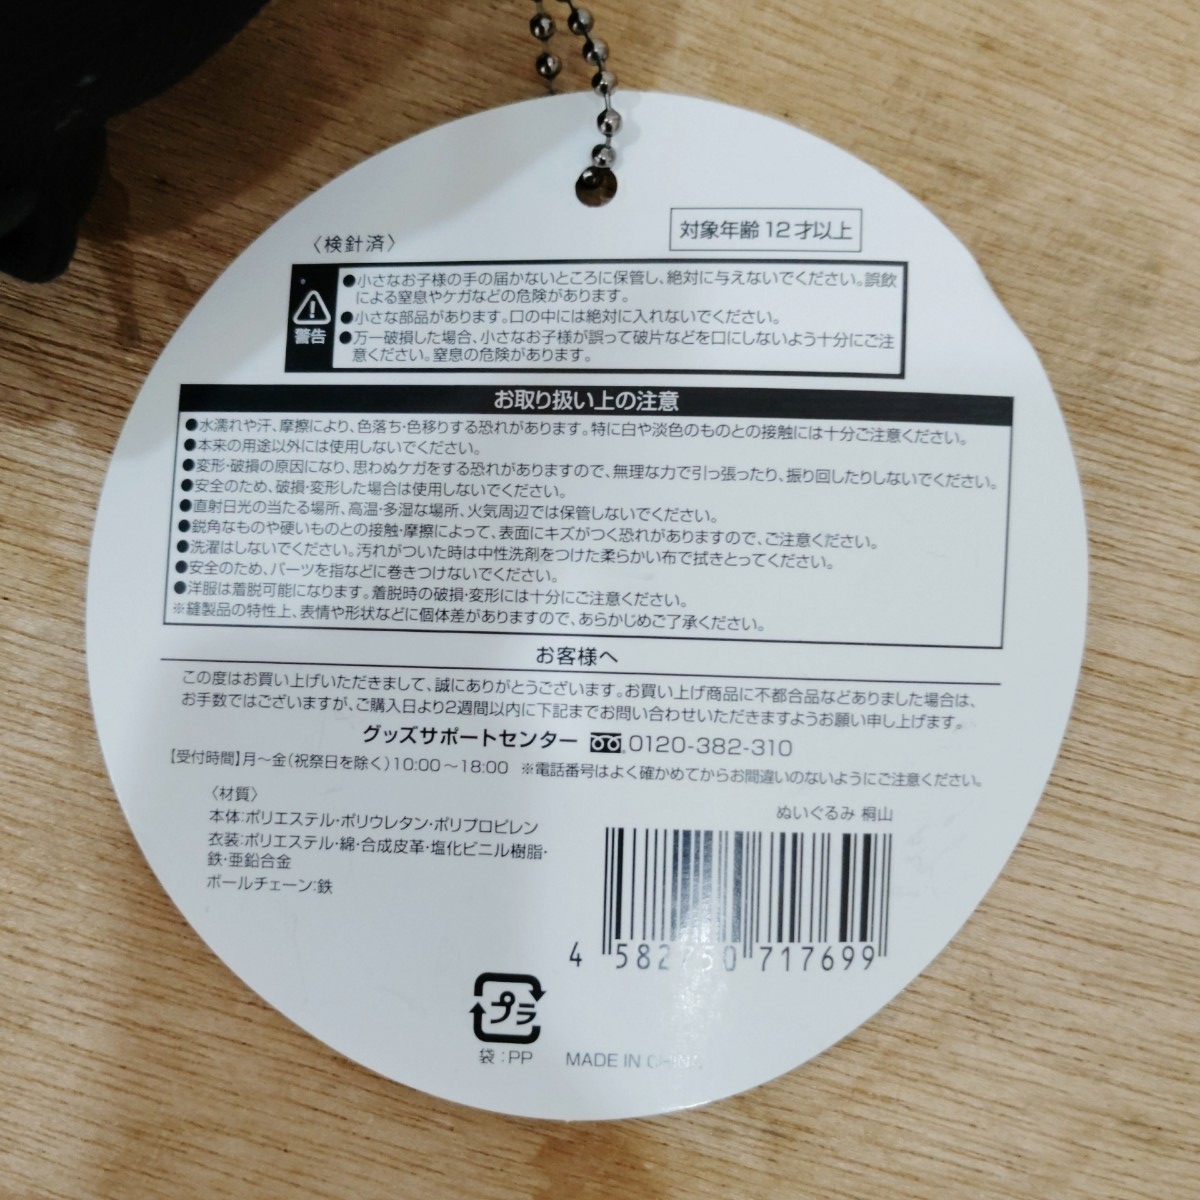 〈検針済〉
対象年齢12才以上
警告
●小さなお子様の手の届かないところに保管し、絶対に与えないでください。誤飲
による窒息やケガなどの危険があります。
●小さな部品があります。口の中には絶対に入れないでください。
●万一破損した場合、小さなお子様が誤って破片などを口にしないよう十分にご注
意ください。窒息の危険があります。
お取り扱い上の注意
●水濡れや汗、摩擦により、色落ち・色移りする恐れがあります。特に白や淡色のものとの接触には十分ご注意ください。
●本来の用途以外には使用しないでください。
●変形・破損の原因になり、思わぬケガをする恐れがありますので、無理な力で引っ張ったり、振り回したりしないでください。
●安全のため、破損・変形した場合は使用しないでください。
●直射日光の当たる場所、高温・多湿な場所、火気周辺では保管しないでください。
●鋭角なものや硬いものとの接触・摩擦によって、表面にキズがつく恐れがありますので、ご注意ください。
●洗濯はしないでください。汚れがついた時は中性洗剤をつけた柔らかい布で拭きとってください。
●安全のため、パーツを指などに巻きつけないでください。
●洋服は着脱可能になります。着脱時の破損・変形には十分にご注意ください。
※縫製品の特性上、表情や形状などに個体差がありますので、あらかじめご了承ください。
お客様へ
この度はお買い上げいただきまして、誠にありがとうございます。お買い上げ商品に不都合品などありました場合は、
お手数ではございますが、ご購入日より2週間以内に下記までお問い合わせいただきますようお願い申し上げます。
グッズサポートセンター 0120-382-310
【受付時間】月～金(祝祭日を除く)10:00～18:00 ※電話番号はよく確かめてからお間違いのないようにご注意ください。
〈材質〉
本体:ポリエステル・ポリウレタン・ポリプロピレン
衣装:ポリエステル・綿・合成皮革・塩化ビニル樹脂・
鉄・亜鉛合金
ボールチェーン:鉄
ぬいぐるみ 桐山
4 582750 717699
プラ
袋:PP
MADE IN CHINA